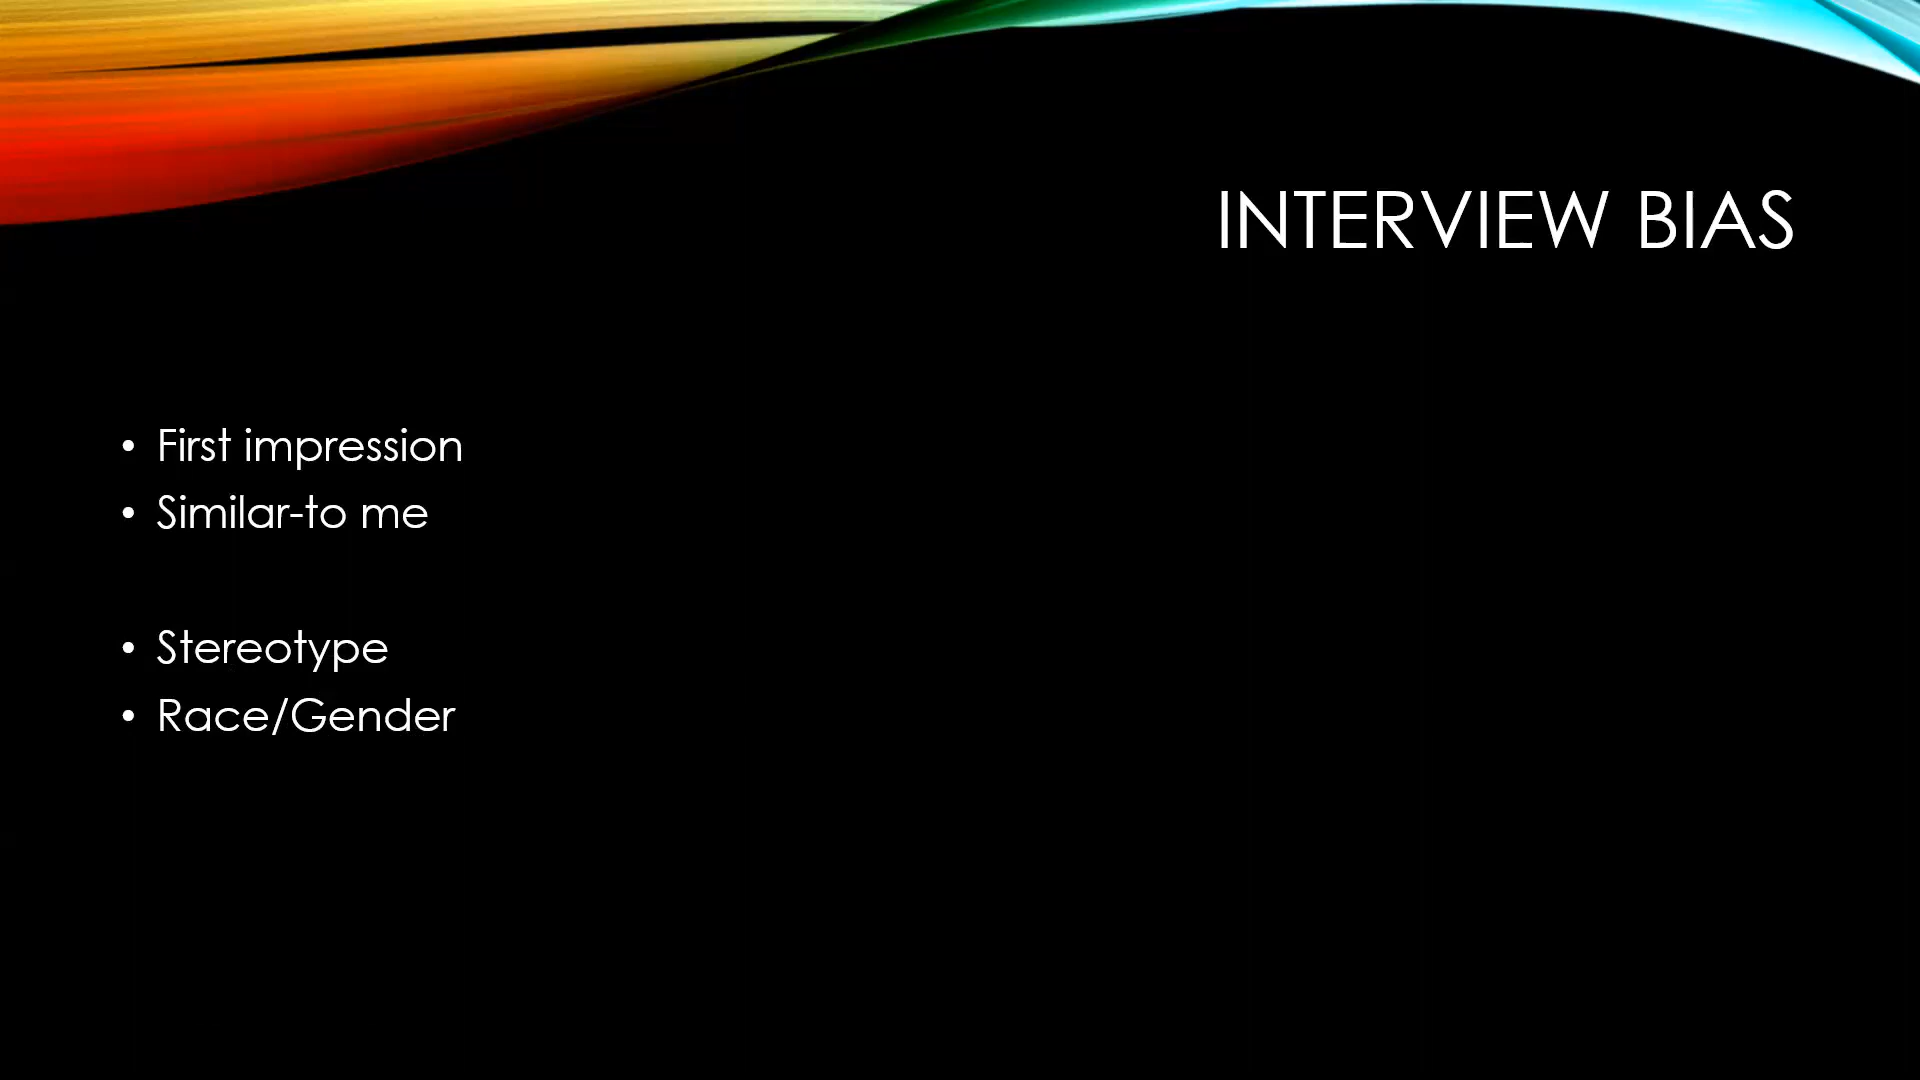 INTERVIEW BIAS
• First impression
• Similar-to me
• Stereotype
• Race/Gender